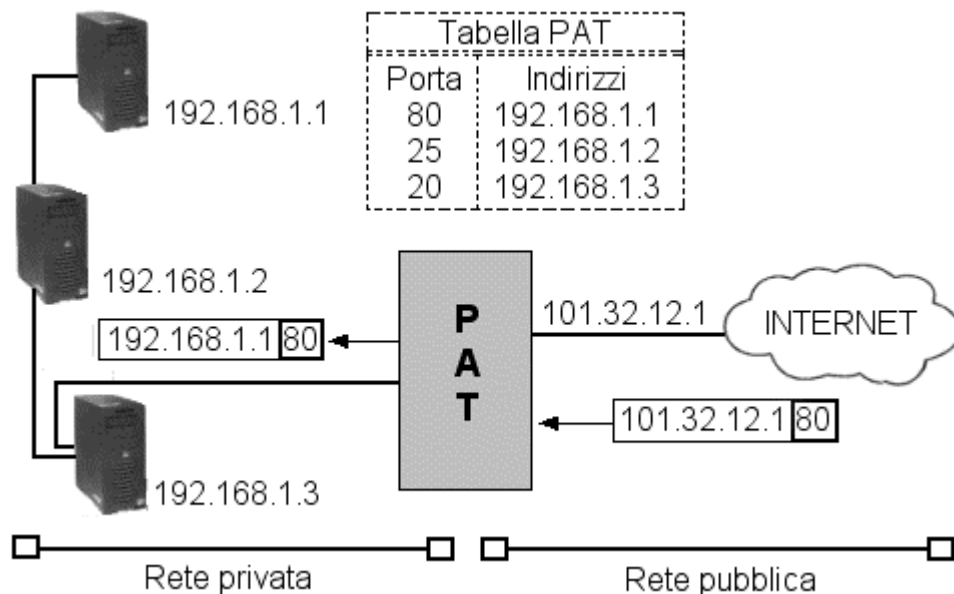 Tabella PAT
Porta Indirizzi
80 192.168.1.1
25 192.168.1.2
20 192.168.1.3
192.168.1.1
192.168.1.2
192.168.1.1 80
192.168.1.3
PAT
101.32.12.1
INTERNET
101.32.12.1 80
Rete privata
Rete pubblica